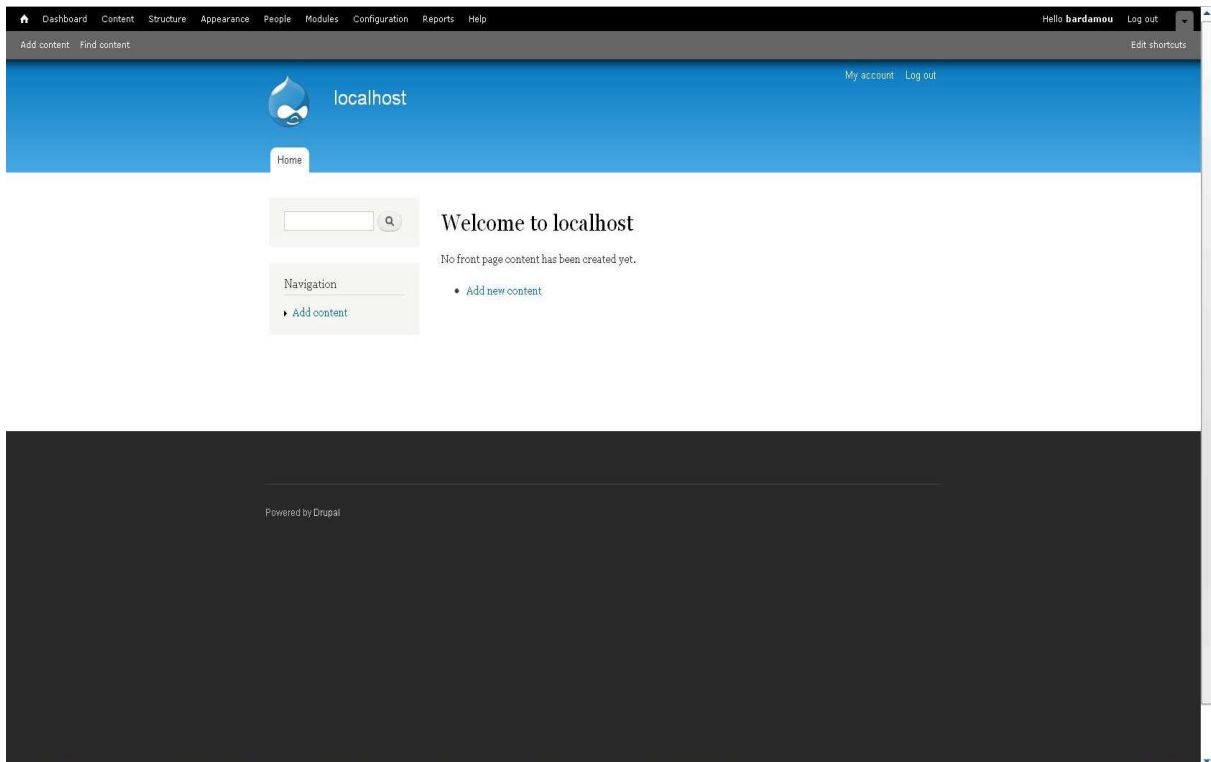 Dashboard Content Structure Appearance People Modules Configuration Reports Help Hello bardamou Log out
Add content Find content Edit shortcuts
My account Log out
localhost
Home
Welcome to localhost
No front page content has been created yet.
Navigation
Add new content
Add content
Powered by Drupal